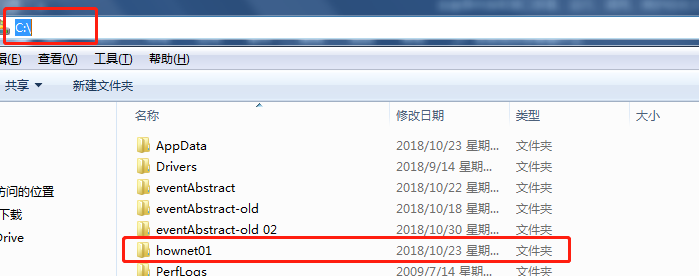 C:\
辑(E) 查看(V) 工具(T) 帮助(H)
共享 新建文件夹
名称 修改日期 类型 大小
AppData 2018/10/23 星期... 文件夹
Drivers 2018/9/14 星期... 文件夹
eventAbstract 2018/10/22 星期... 文件夹
访问的位置 eventAbstract-old 2018/10/18 星期... 文件夹
下载 eventAbstract-old 02 2018/10/30 星期... 文件夹
Drive hownet01 2018/10/23 星期... 文件夹
PerfLogs 2009/7/14 星期... 文件夹